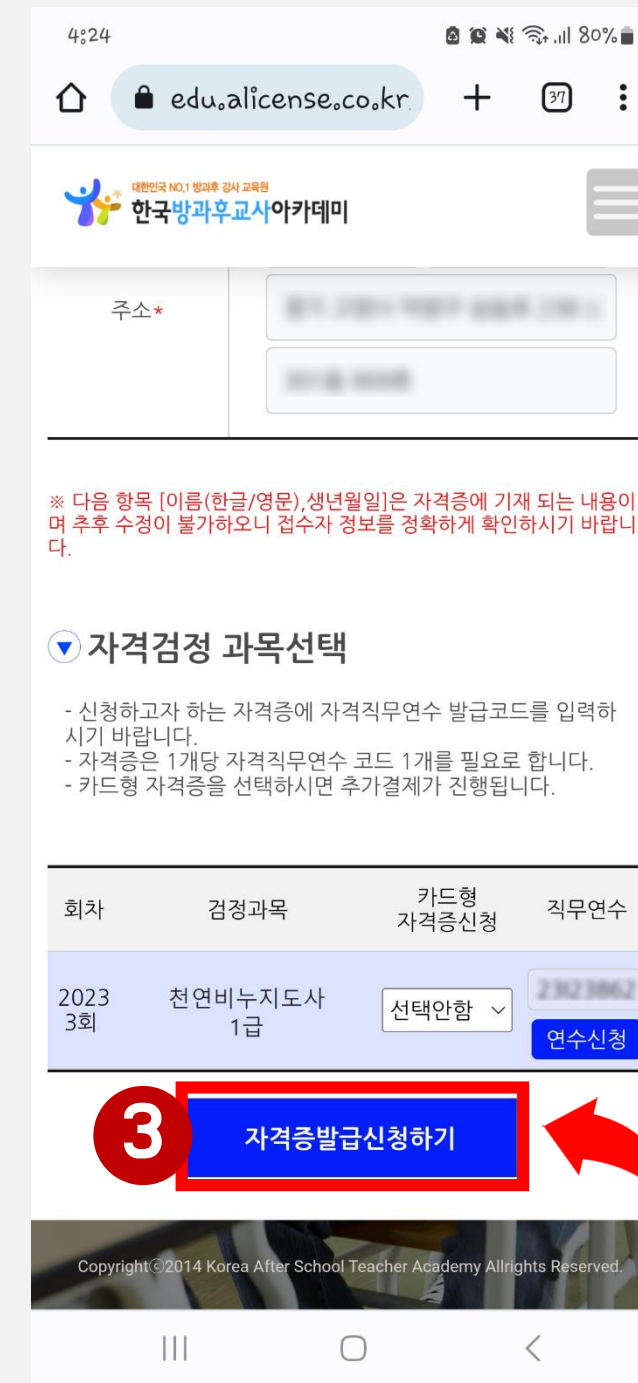 4:24
80%
edu.alicense.co.kr
37
대한민국 NO.1 방과후 강사 교육원
한국방과후교사아카데미
주소*
※ 다음 항목 [이름(한글/영문),생년월일]은 자격증에 기재 되는 내용이
며 추후 수정이 불가하오니 접수자 정보를 정확하게 확인하시기 바랍니
다.
자격검정 과목선택
- 신청하고자 하는 자격증에 자격직무연수 발급코드를 입력하
시기 바랍니다.
- 자격증은 1개당 자격직무연수 코드 1개를 필요로 합니다.
- 카드형 자격증을 선택하시면 추가결제가 진행됩니다.
회차 검정과목 카드형 자격증신청 직무연수
2023 3회 천연비누지도사 1급 선택안함 연수신청
3
자격증발급신청하기
Copyrightⓒ2014 Korea After School Teacher Academy Allrights Reserved.